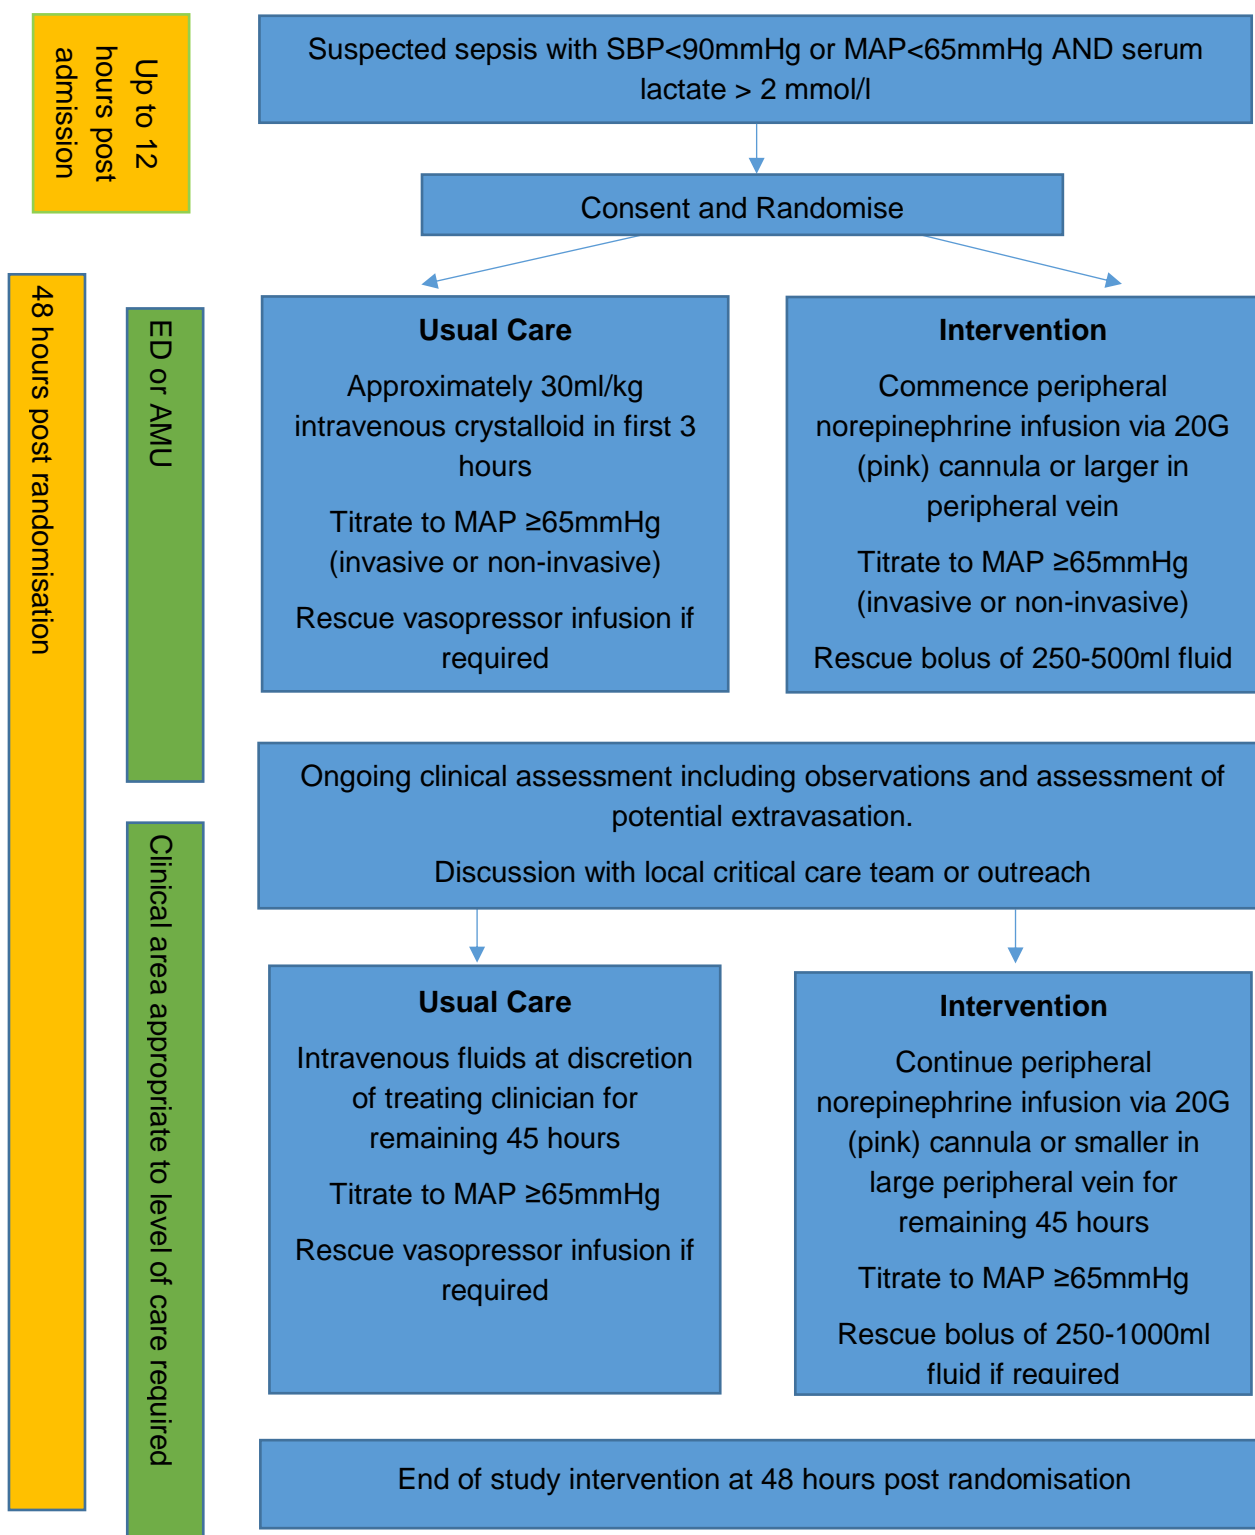 Up to 12
hours post
admission
Suspected sepsis with SBP<90mmHg or MAP<65mmHg AND serum
lactate > 2 mmol/l
Consent and Randomise
48 hours post randomisation
ED or AMU
Usual Care
Approximately 30ml/kg
intravenous crystalloid in first 3
hours
Titrate to MAP ≥65mmHg
(invasive or non-invasive)
Rescue vasopressor infusion if
required
Intervention
Commence peripheral
norepinephrine infusion via 20G
(pink) cannula or larger in
peripheral vein
Titrate to MAP ≥65mmHg
(invasive or non-invasive)
Rescue bolus of 250-500ml fluid
Ongoing clinical assessment including observations and assessment of
potential extravasation.
Discussion with local critical care team or outreach
Clinical area appropriate to level of care required
Usual Care
Intravenous fluids at discretion
of treating clinician for
remaining 45 hours
Titrate to MAP ≥65mmHg
Rescue vasopressor infusion if
required
Intervention
Continue peripheral
norepinephrine infusion via 20G
(pink) cannula or smaller in
large peripheral vein for
remaining 45 hours
Titrate to MAP ≥65mmHg
Rescue bolus of 250-1000ml
fluid if required
End of study intervention at 48 hours post randomisation